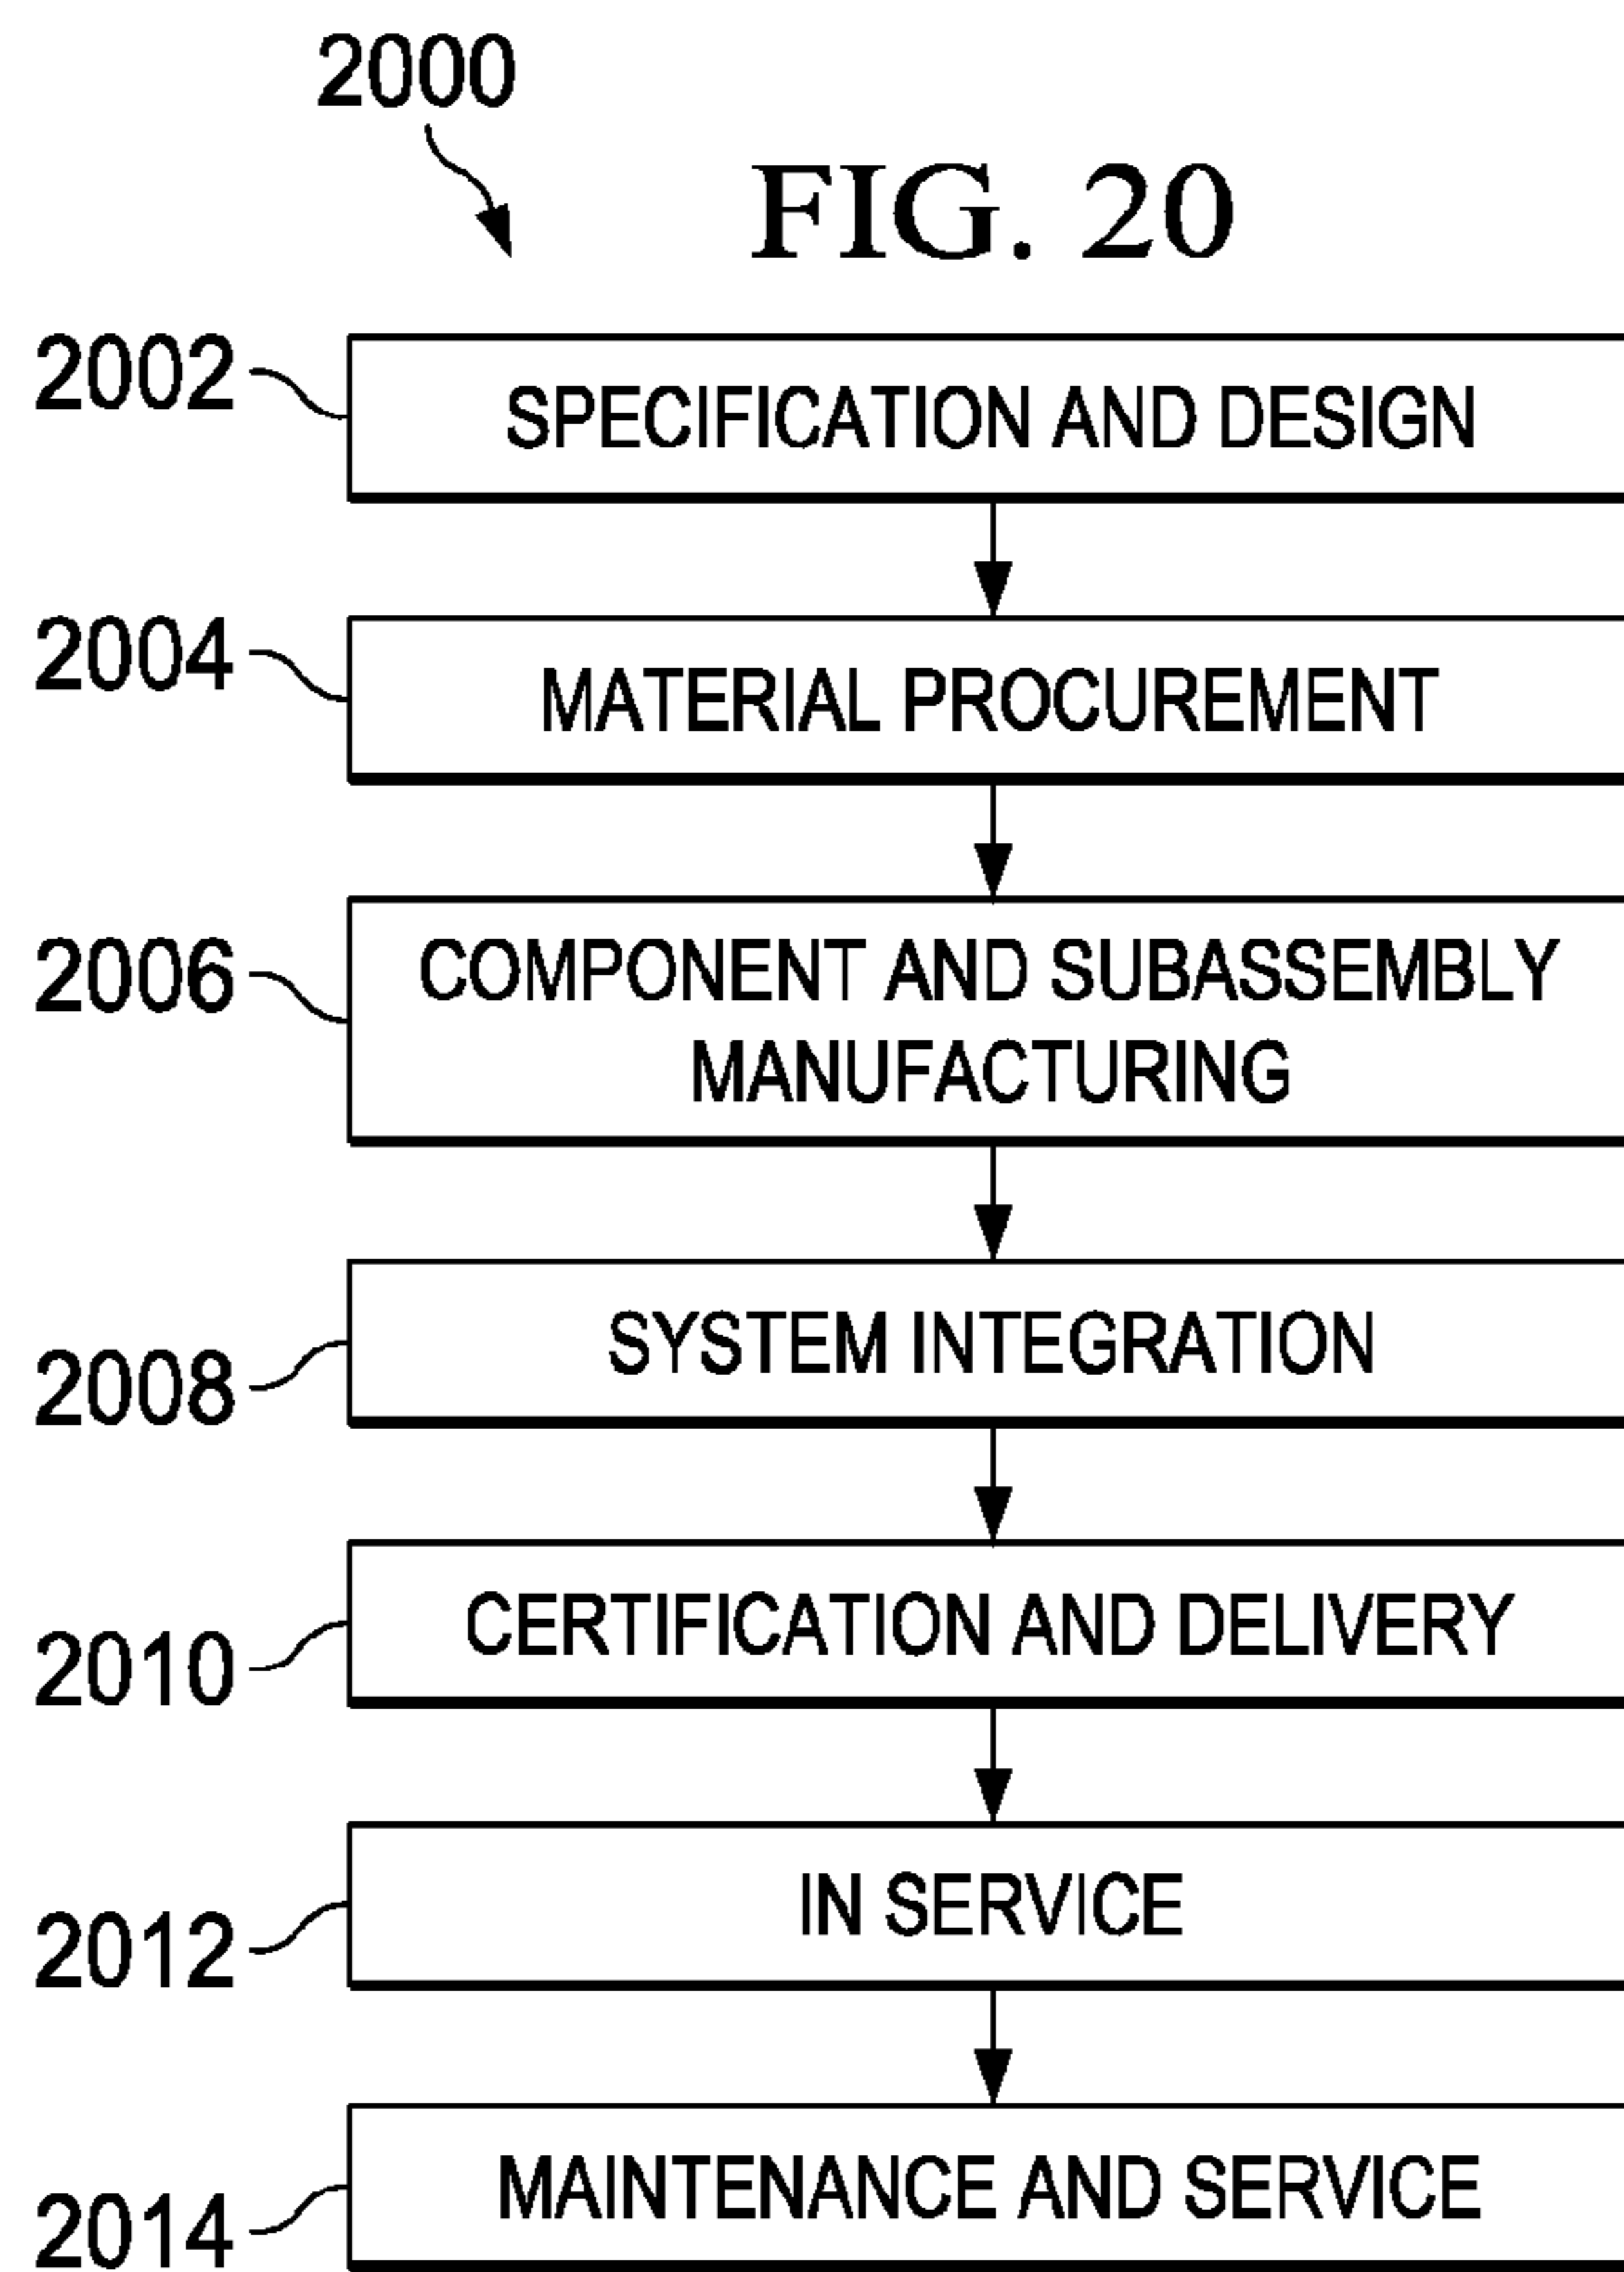 2000
FIG. 20
2002
SPECIFICATION AND DESIGN
2004
MATERIAL PROCUREMENT
2006
COMPONENT AND SUBASSEMBLY
MANUFACTURING
2008
SYSTEM INTEGRATION
2010
CERTIFICATION AND DELIVERY
2012
IN SERVICE
2014
MAINTENANCE AND SERVICE